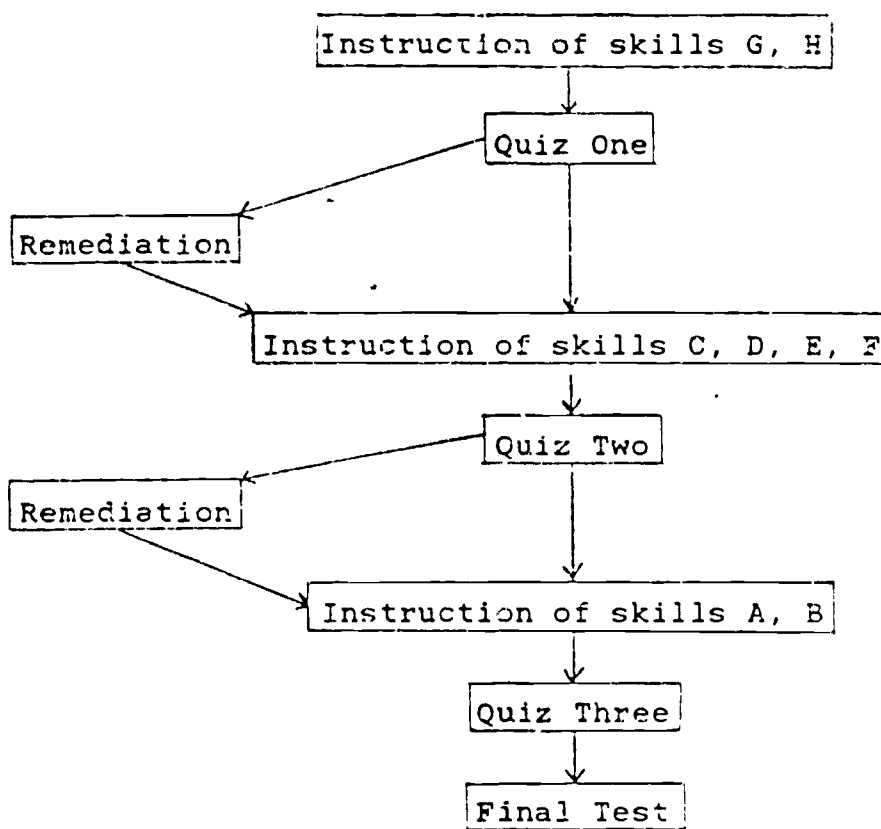 Instruction of skills G, H
Quiz One
Remediation
Instruction of skills C, D, E, F
Quiz Two
Remediation
Instruction of skills A, B
Quiz Three
Final Test